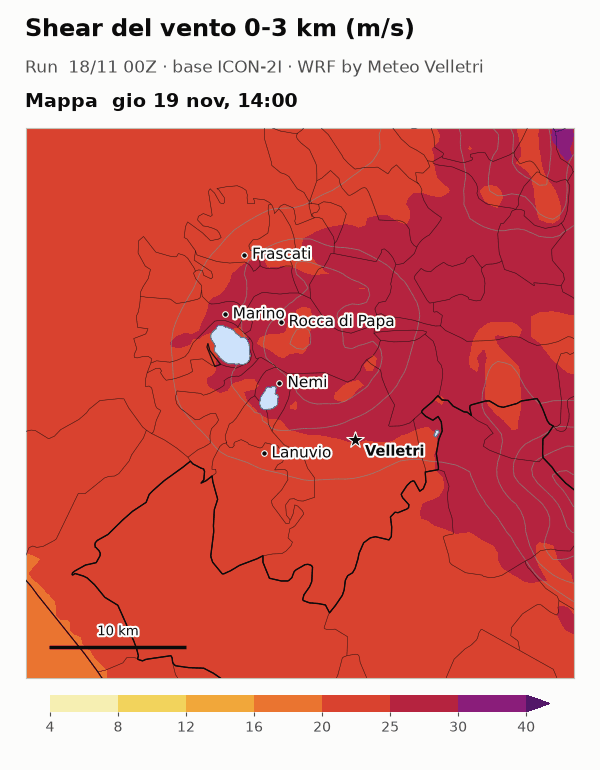 Shear del vento 0-3 km (m/s)
Run  18/11 00Z · base ICON-2I · WRF by Meteo Velletri
Mappa  gio 19 nov, 14:00
Frascati
Marino
Rocca di Papa
Nemi
Lanuvio
Velletri
10 km
4 8 12 16 20 25 30 40